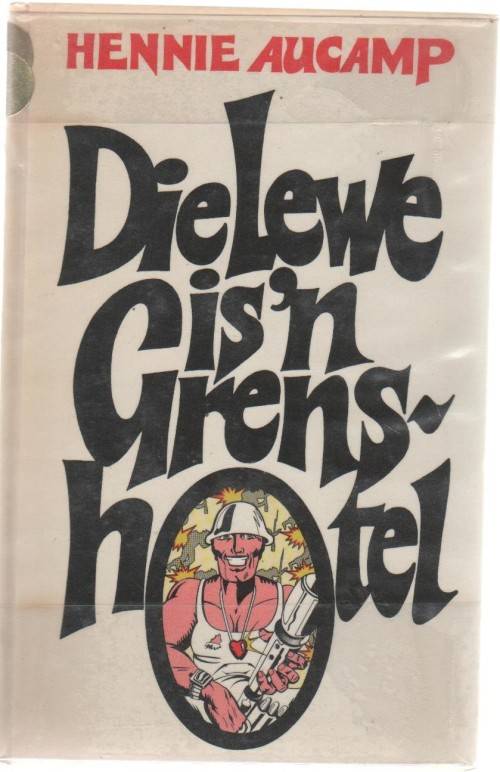 HENNIE AUCAMP
Die Lewe
is 'n
Grens-
hotel